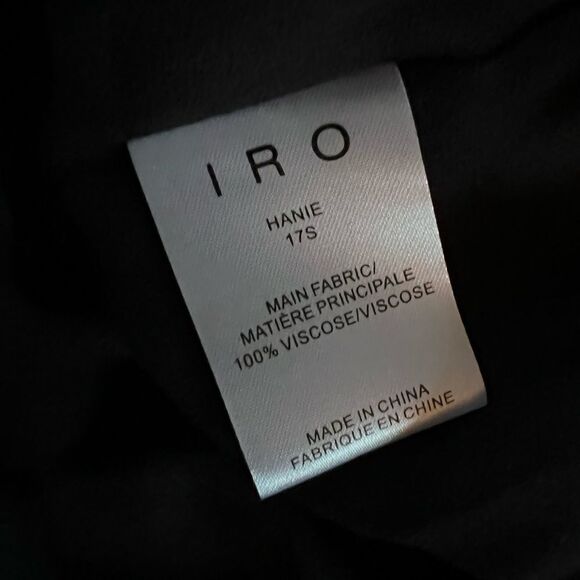 IRO
HANIE
17S
MAIN FABRIC/
MATIÈRE PRINCIPALE
100% VISCOSE/VISCOSE
MADE IN CHINA
FABRIQUE EN CHINE